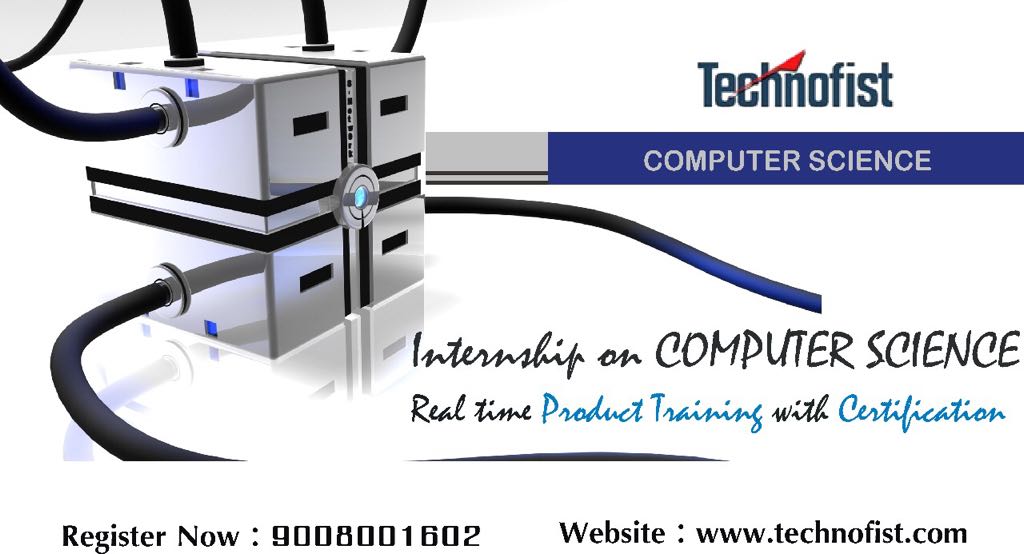 Technofist
COMPUTER SCIENCE
Internship on COMPUTER SCIENCE
Real time Product Training with Certification
Register Now : 9008001602
Website : www.technofist.com